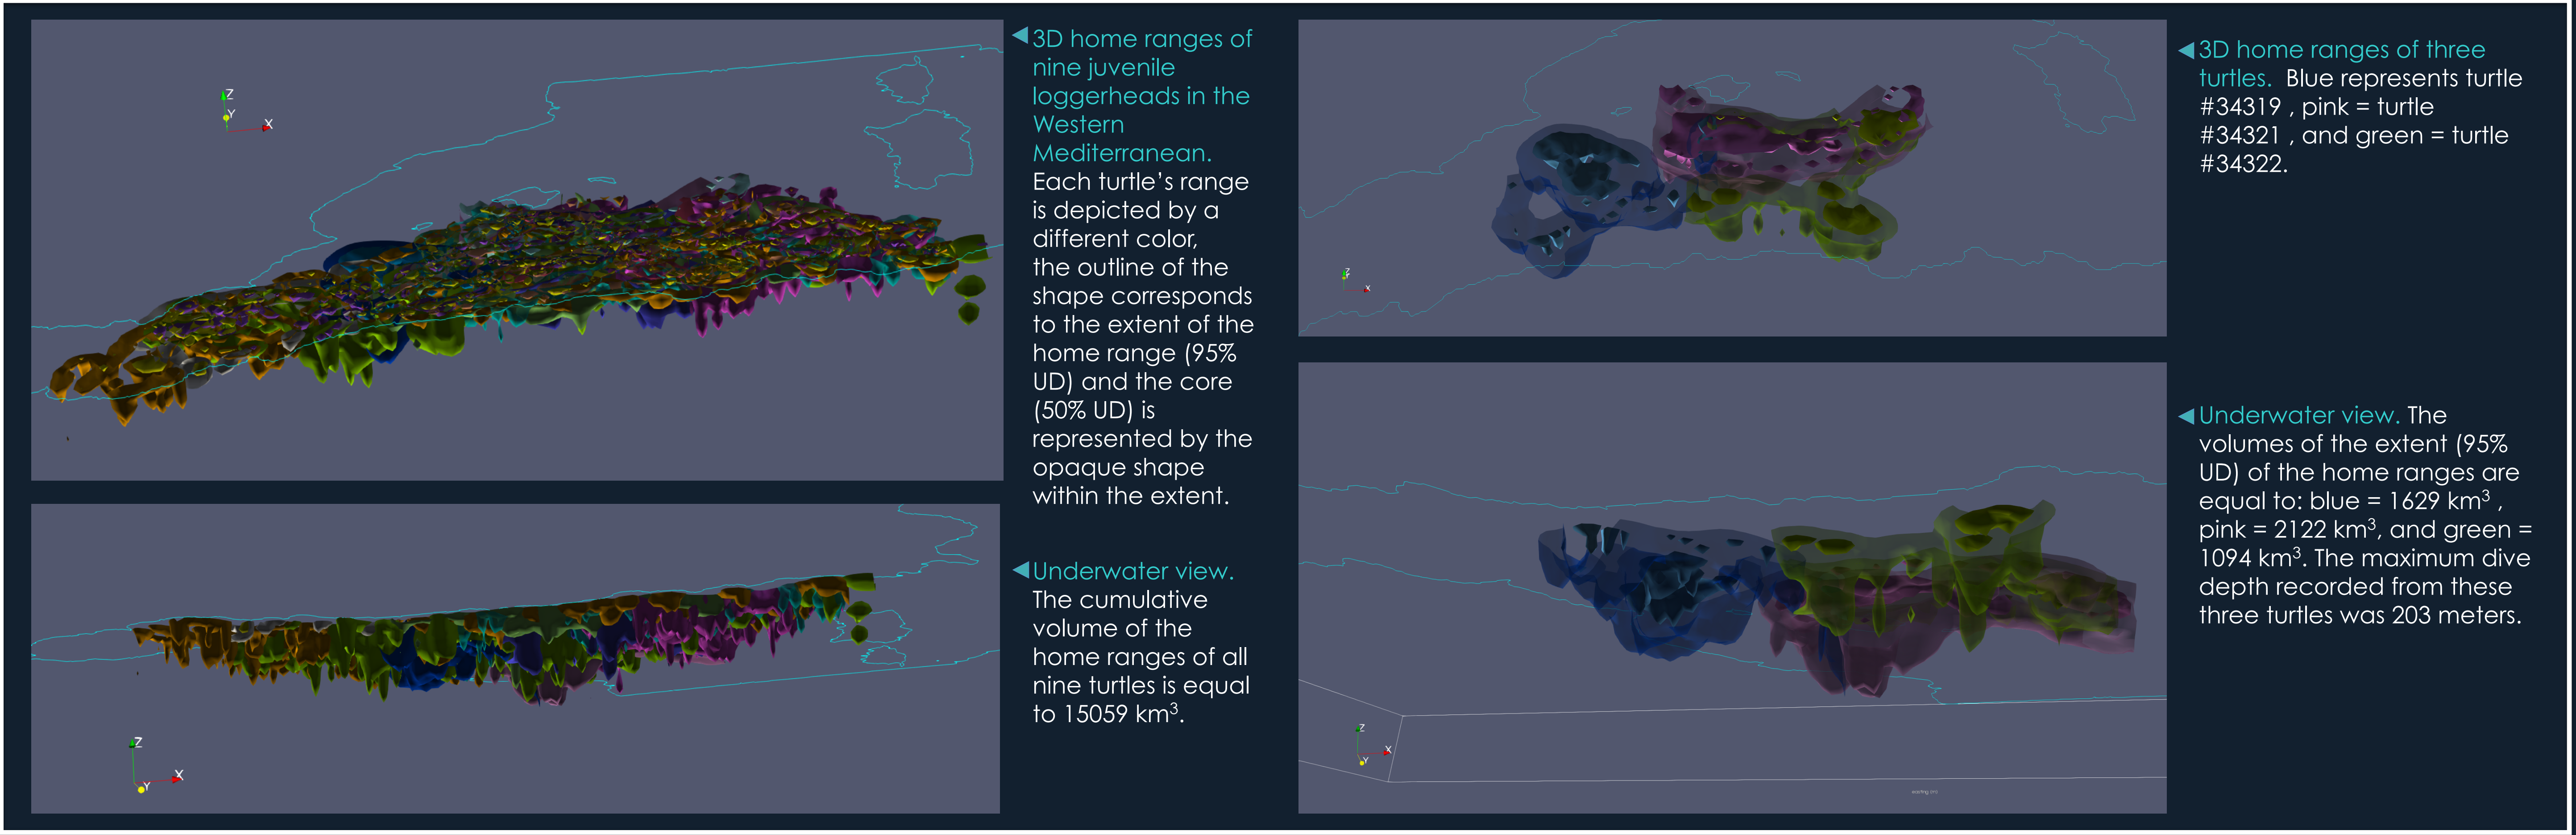 3D home ranges of
nine juvenile
loggerheads in the
Western
Mediterranean.
Each turtle’s range
is depicted by a
different color,
the outline of the
shape corresponds
to the extent of the
home range (95%
UD) and the core
(50% UD) is
represented by the
opaque shape
within the extent.
Z
Y
X
Underwater view.
The cumulative
volume of the
home ranges of all
nine turtles is equal
to 15059 km³.
Z
Y
X
3D home ranges of three
turtles. Blue represents turtle
#34319 , pink = turtle
#34321 , and green = turtle
#34322.
X
Underwater view. The
volumes of the extent (95%
UD) of the home ranges are
equal to: blue = 1629 km³ ,
pink = 2122 km³, and green =
1094 km³. The maximum dive
depth recorded from these
three turtles was 203 meters.
Z
X
Y